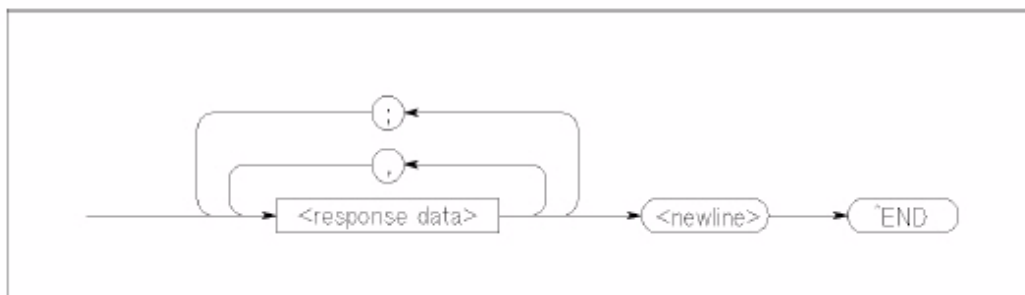 ;
,
<response data> <newline> ^END